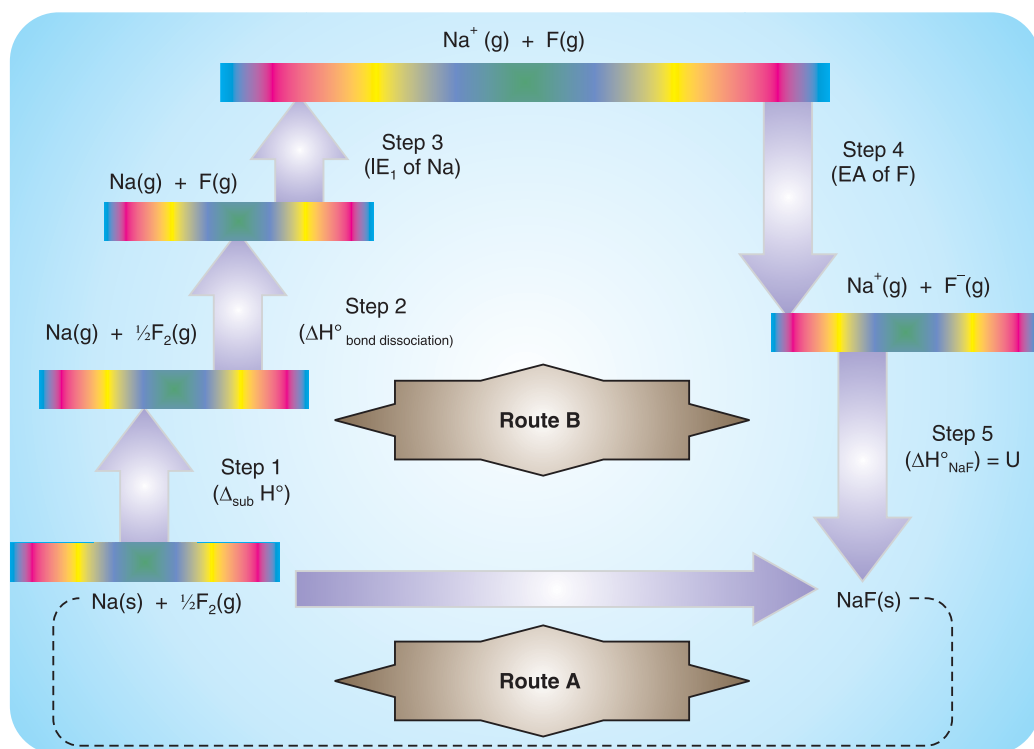 Na⁺ (g) + F(g)
Step 3
(IE₁ of Na)
Na(g) + F(g)
Step 4
(EA of F)
Step 2
(ΔH° bond dissociation)
Na(g) + ½F₂(g)
Na⁺(g) + F⁻(g)
Route B
Step 1
(Δsub H°)
Step 5
(ΔH°NaF) = U
Na(s) + ½F₂(g)
NaF(s)
Route A